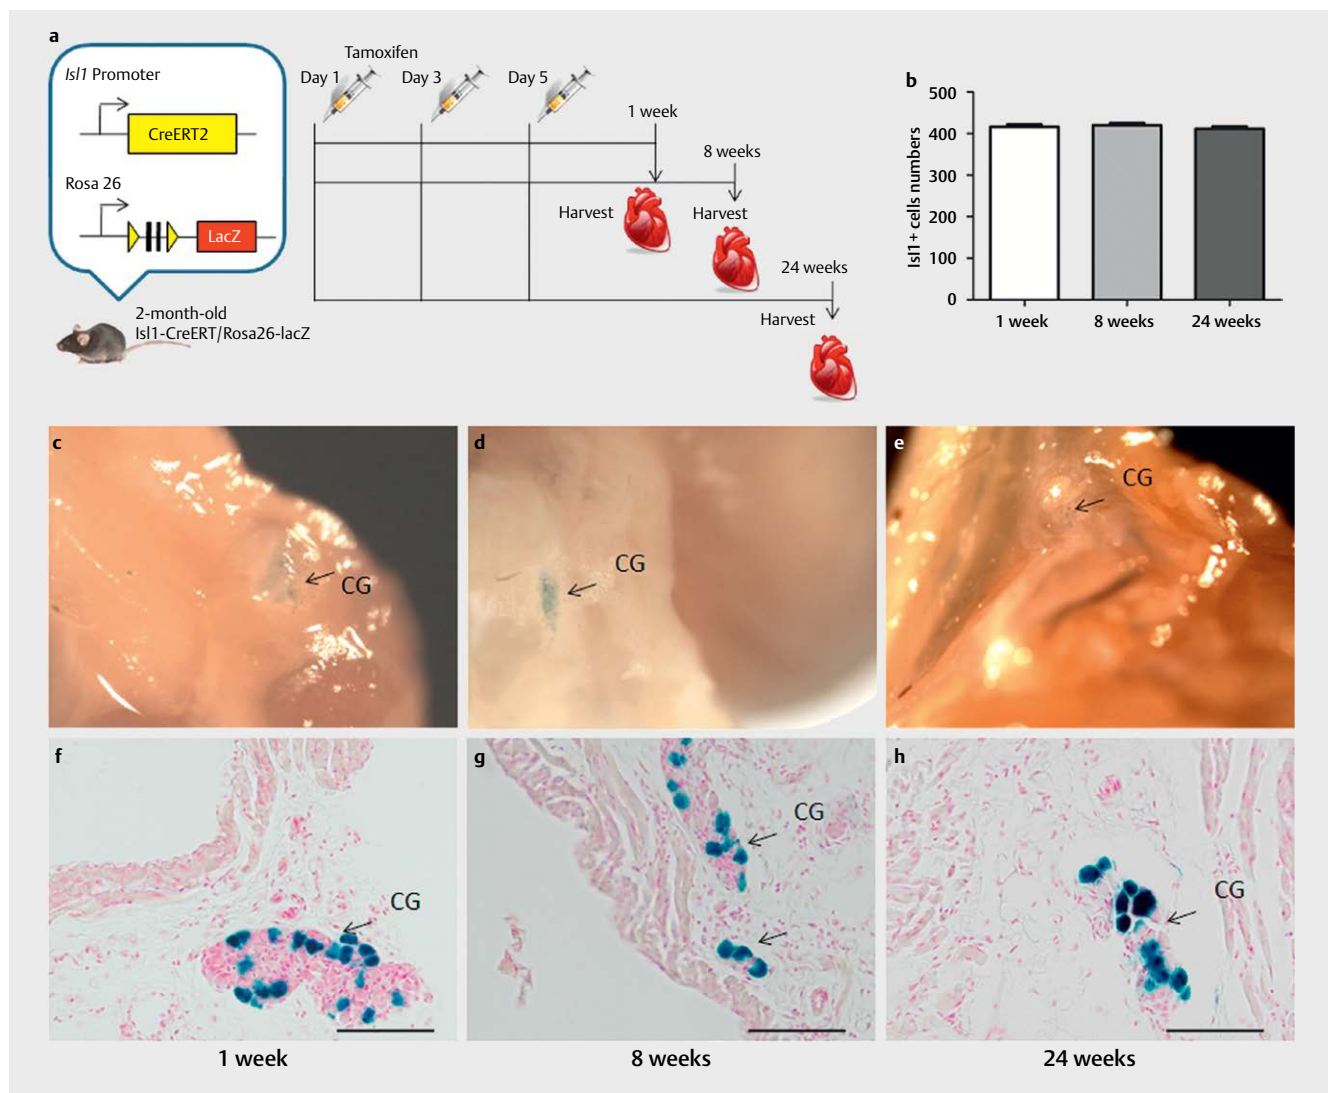 a
Isl1 Promoter
CreERT2
Rosa 26
LacZ
2-month-old
Isl1-CreERT/Rosa26-lacZ
Tamoxifen
Day 1
Day 3
Day 5
1 week
8 weeks
Harvest
Harvest
24 weeks
Harvest
b
Isl1+ cells numbers
500
400
300
200
100
0
1 week
8 weeks
24 weeks
c
CG
d
CG
e
CG
f
CG
g
CG
h
CG
1 week
8 weeks
24 weeks